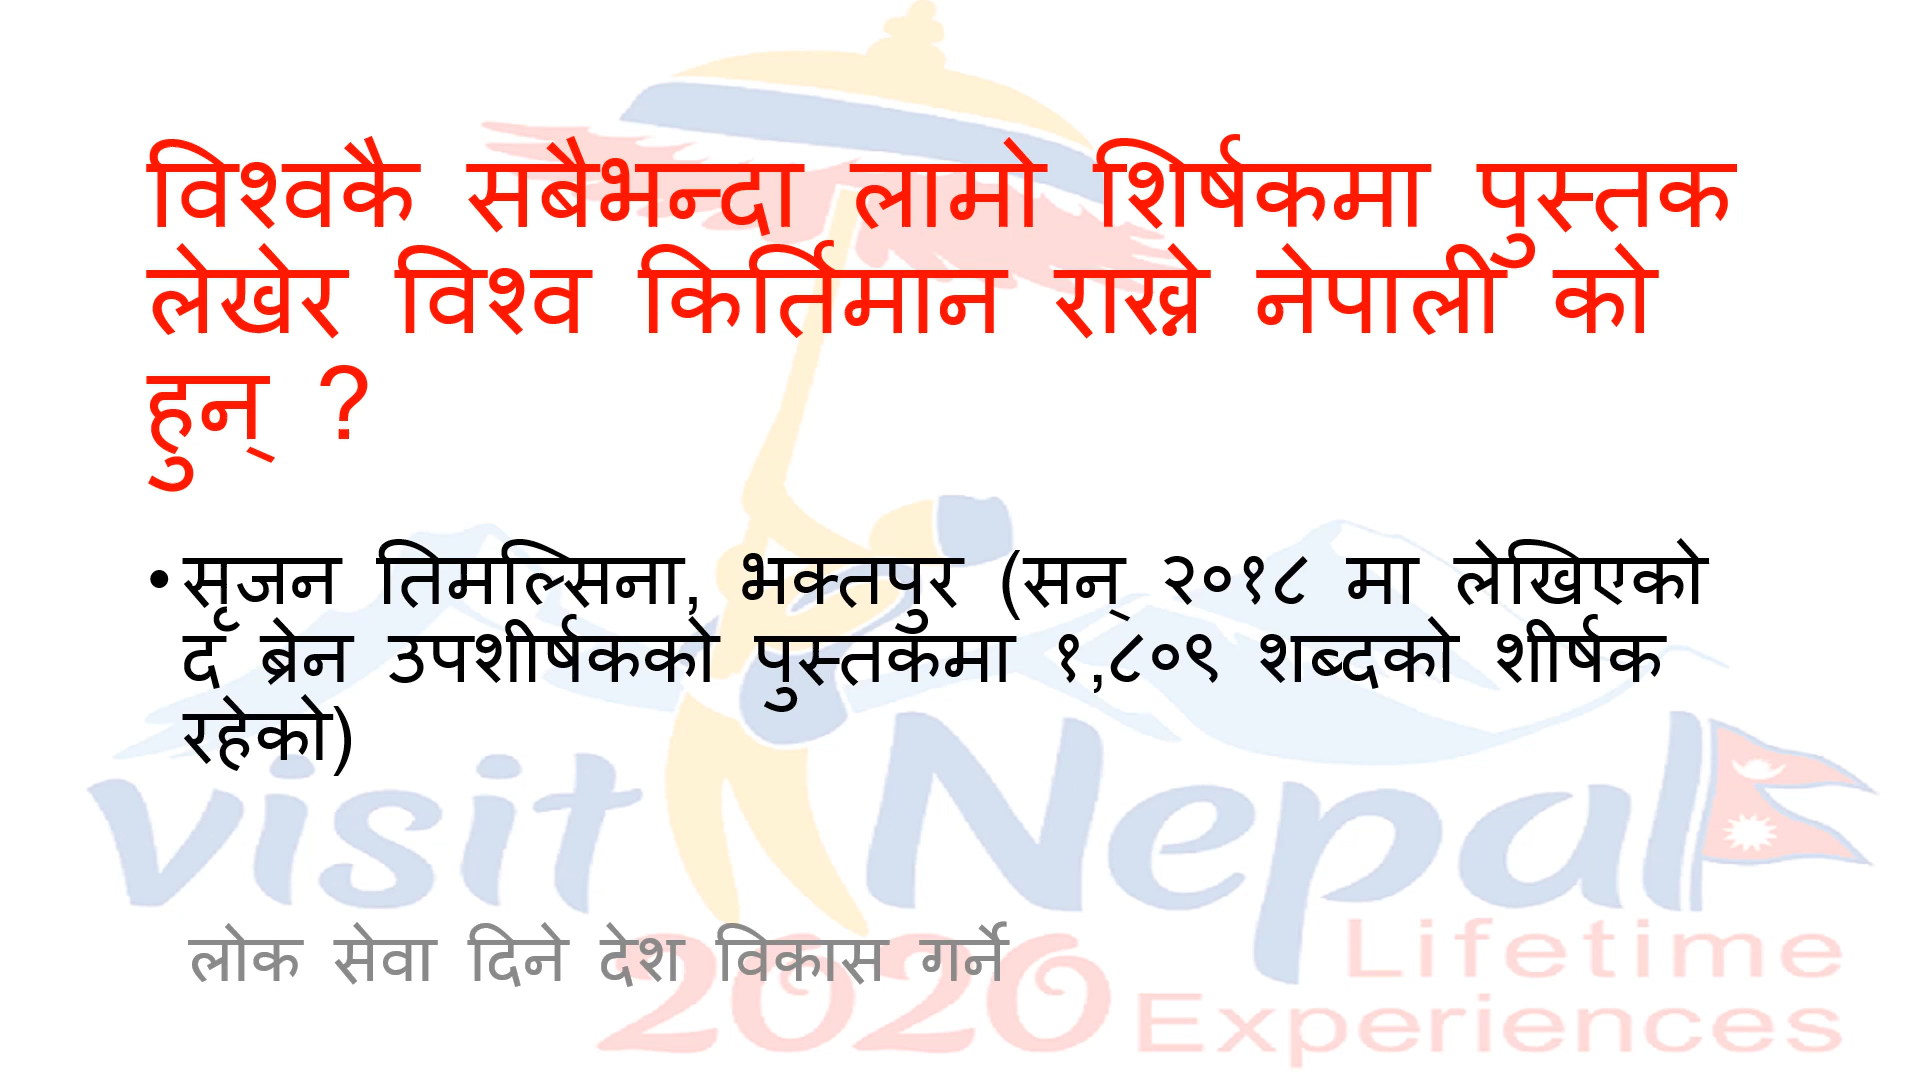 विश्वकै सबैभन्दा लामो शिर्षकमा पुस्तक
लेखेर विश्व किर्तिमान राख्ने नेपाली को
हुन् ?
•सृजन तिमल्सिना, भक्तपुर (सन् २०१८ मा लेखिएको
द ब्रेन उपशीर्षकको पुस्तकमा १,८०९ शब्दको शीर्षक
रहेको)
visit Nepal
लोक सेवा दिने देश विकास गर्ने
2020
Lifetime
Experiences